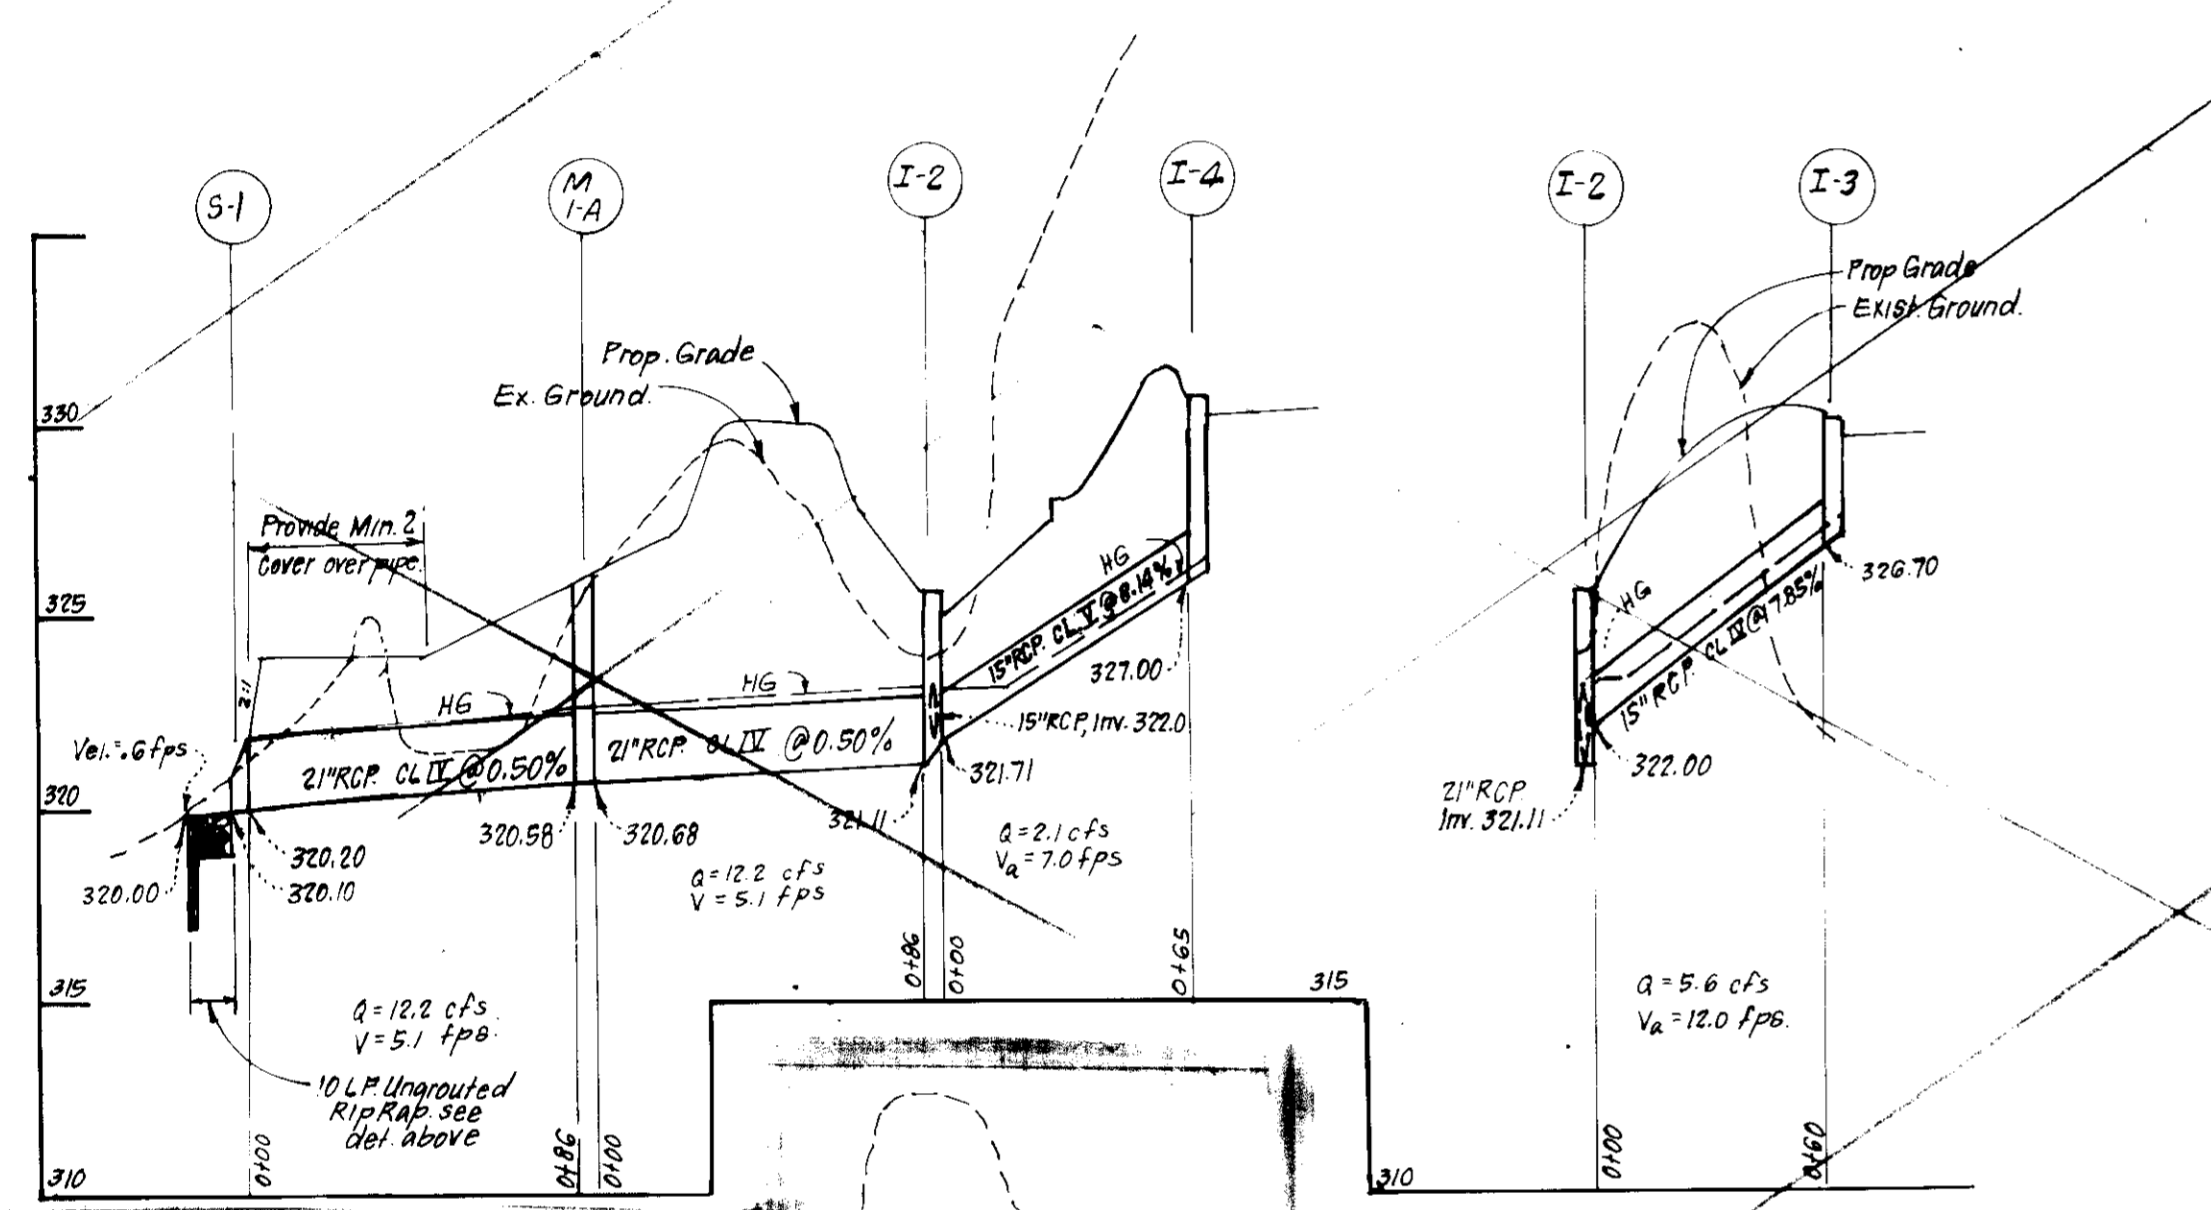 S-1
M
1-A
I-2
I-4
I-2
I-3
Prop Grade
Exist. Ground.
Prop. Grade
Ex. Ground.
330
Provide Min. 2
Cover over pipe.
325
2:1
HG
HG
HG
HG
15" RCP. CL V @ 8.14%
327.00
15" RCP, Inv. 322.0
326.70
15" RCP. CL IV @ 7.85%
Vel. = .6 fps
21" RCP. CL IV @ 0.50%
21" RCP. CL IV @ 0.50%
321.71
322.00
320
320.58
320.68
321.11
21" RCP.
Inv. 321.11
320.20
320.10
320.00
Q = 12.2 cfs
V = 5.1 fps
Q = 2.1 cfs
Va = 7.0 fps
0+86
0+00
0+65
315
315
Q = 12.2 cfs.
V = 5.1 fps.
Q = 5.6 cfs
Va = 12.0 fps.
10 L.F. Ungrouted
Rip Rap. see
det. above
0+00
0+86
0+00
0+00
0+60
310
310